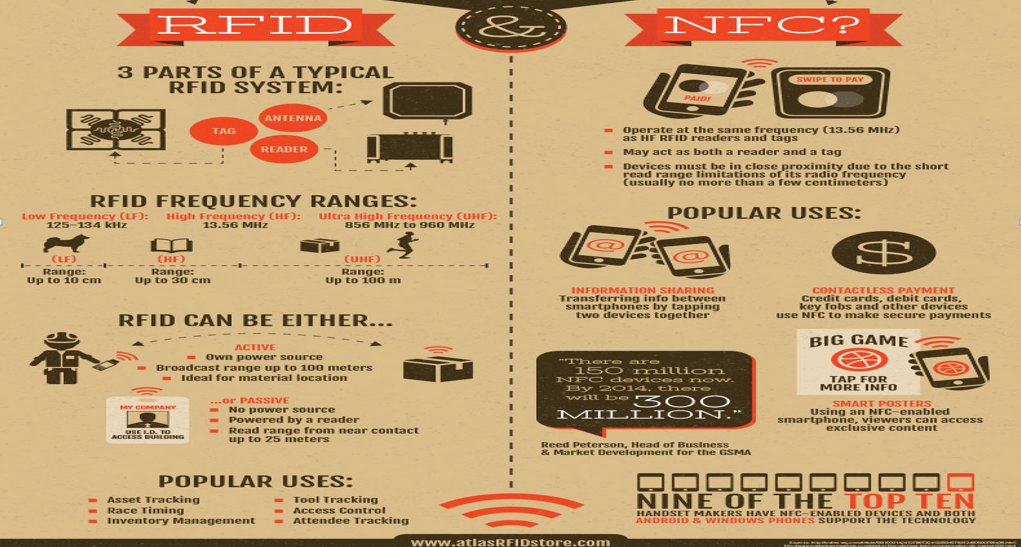 RFID
&
NFC?
3 PARTS OF A TYPICAL
RFID SYSTEM:
TAG
ANTENNA
READER
RFID FREQUENCY RANGES:
Low Frequency (LF):
125-134 kHz
High Frequency (HF):
13.56 MHz
Ultra High Frequency (UHF):
856 MHz to 960 MHz
(LF)
(HF)
(UHF)
Range:
Up to 10 cm
Range:
Up to 30 cm
Range:
Up to 100 m
RFID CAN BE EITHER...
ACTIVE
Own power source
Broadcast range up to 100 meters
Ideal for material location
MY COMPANY
USE I.D. TO
ACCESS BUILDING
...or PASSIVE
No power source
Powered by a reader
Read range from near contact
up to 25 meters
POPULAR USES:
Asset Tracking
Race Timing
Inventory Management
Tool Tracking
Access Control
Attendee Tracking
PAID!
SWIPE TO PAY
Operate at the same frequency (13.56 MHz)
as HF RFID readers and tags
May act as both a reader and a tag
Devices must be in close proximity due to the short
read range limitations of its radio frequency
(usually no more than a few centimeters)
POPULAR USES:
@
@
$
INFORMATION SHARING
Transferring info between
smartphones by tapping
two devices together
CONTACTLESS PAYMENT
Credit cards, debit cards,
key fobs and other devices
use NFC to make secure payments
"There are
150 million
NFC devices now.
By 2014, there
will be 300
MILLION."
Reed Peterson, Head of Business
& Market Development for the GSMA
BIG GAME
TAP FOR
MORE INFO
SMART POSTERS
Using an NFC-enabled
smartphone, viewers can access
exclusive content
NINE OF THE TOP TEN
HANDSET MAKERS HAVE NFC-ENABLED DEVICES AND BOTH
ANDROID & WINDOWS PHONES SUPPORT THE TECHNOLOGY
www.atlasRFIDstore.com